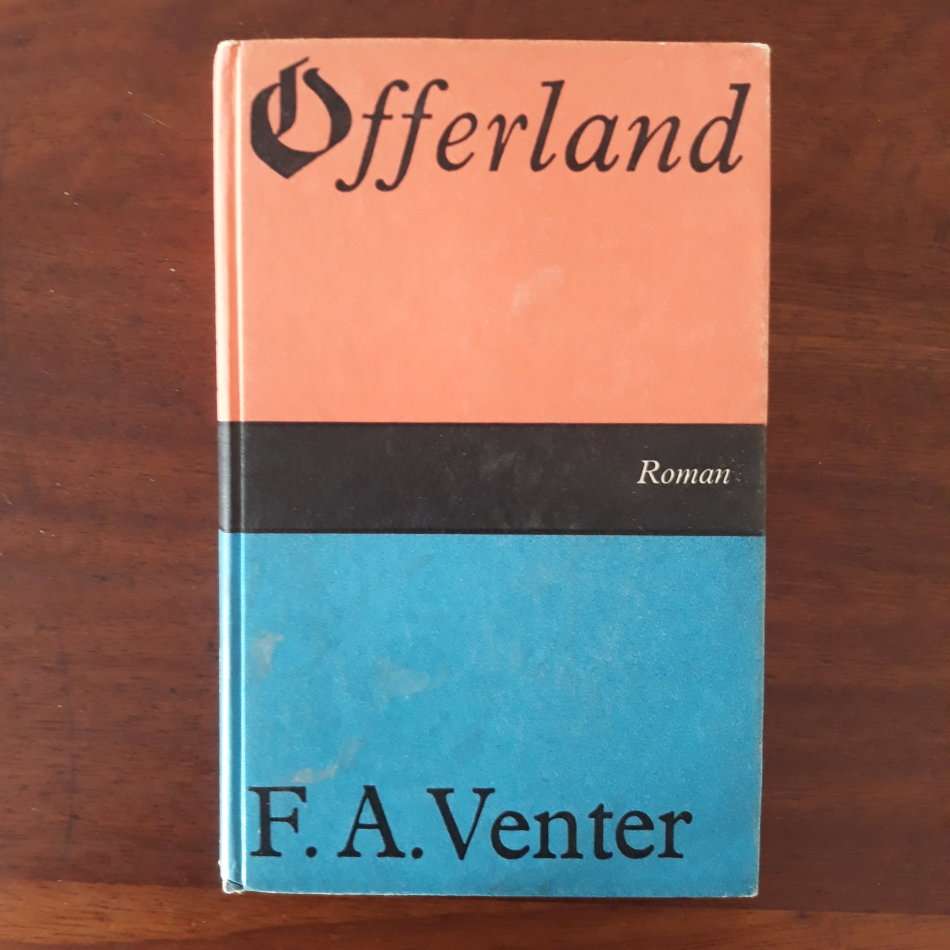 Offerland
Roman
F. A. Venter